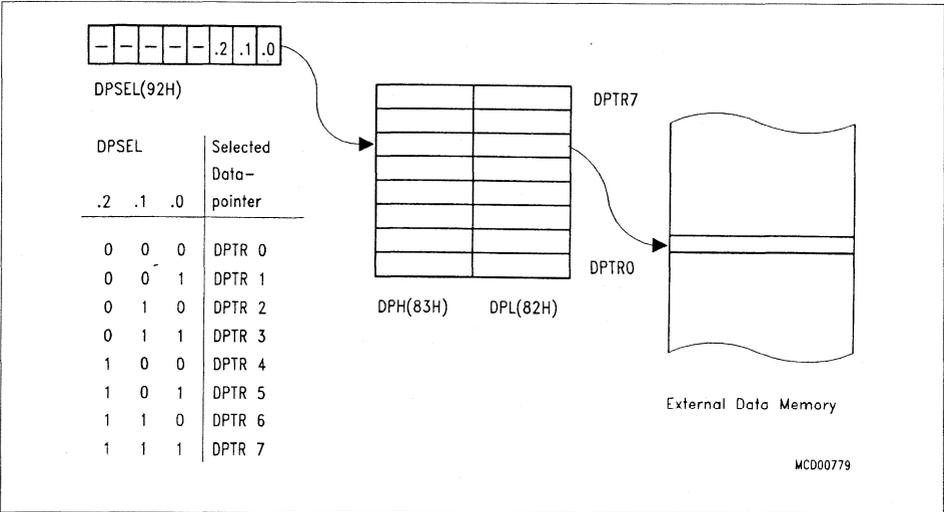 – – – – – .2 .1 .0
DPSEL(92H)
DPTR7
DPTR0
DPH(83H) DPL(82H)
DPSEL Selected
Data–
.2 .1 .0 pointer
0 0 0 DPTR 0
0 0 1 DPTR 1
0 1 0 DPTR 2
0 1 1 DPTR 3
1 0 0 DPTR 4
1 0 1 DPTR 5
1 1 0 DPTR 6
1 1 1 DPTR 7
External Data Memory
MCD00779